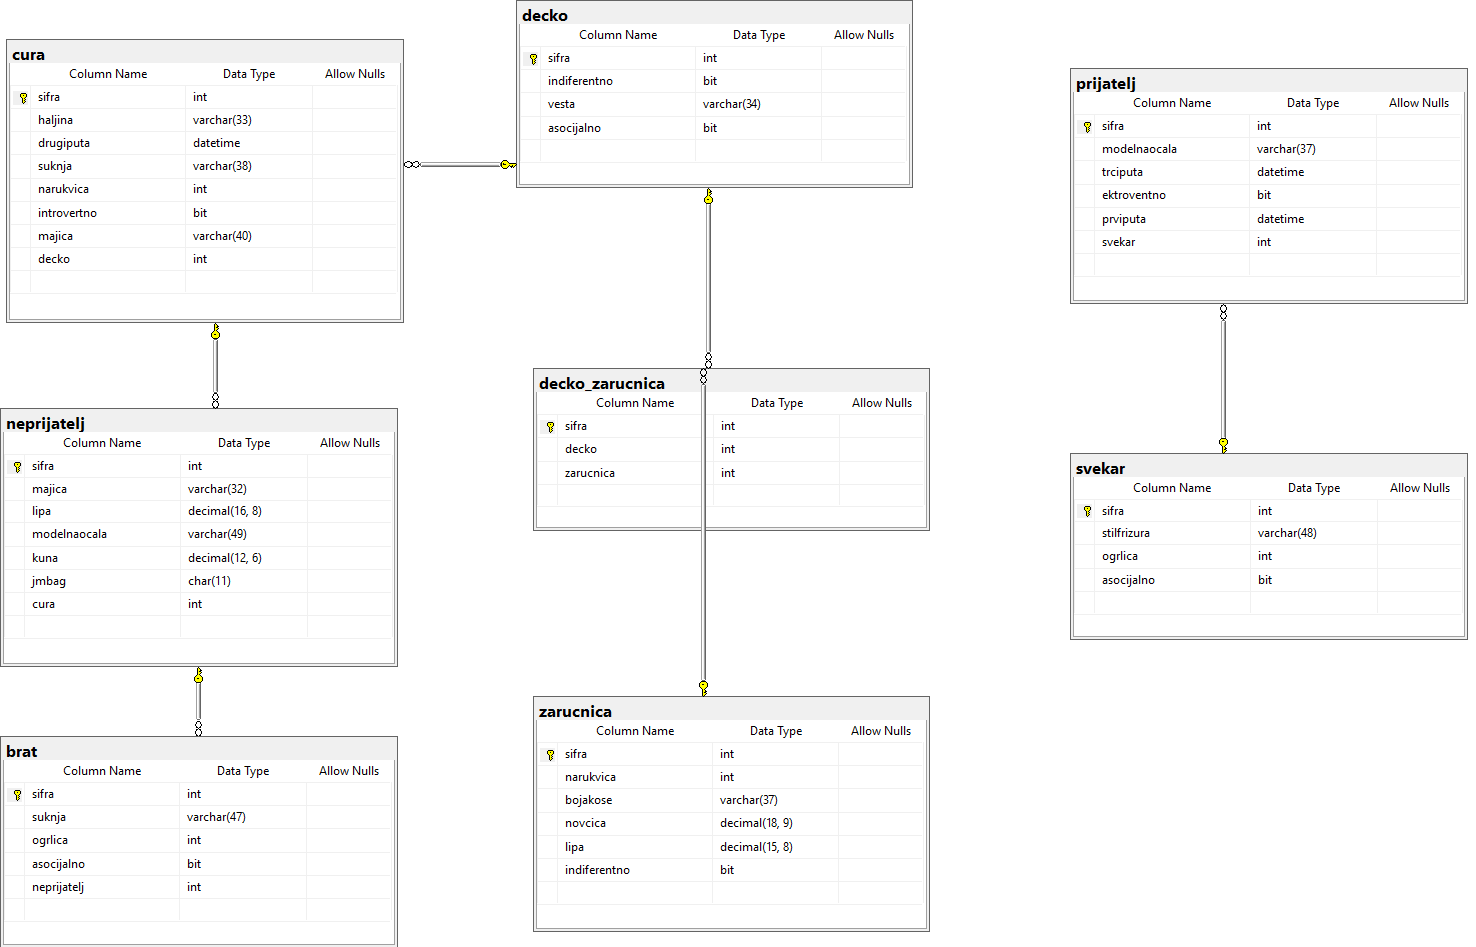 decko
Column Name Data Type Allow Nulls
sifra int
indiferentno bit
vesta varchar(34)
asocijalno bit
cura
Column Name Data Type Allow Nulls
sifra int
haljina varchar(33)
drugiputa datetime
suknja varchar(38)
narukvica int
introvertno bit
majica varchar(40)
decko int
prijatelj
Column Name Data Type Allow Nulls
sifra int
modelnaocala varchar(37)
trciputa datetime
ektroventno bit
prviputa datetime
svekar int
decko_zarucnica
Column Name Data Type Allow Nulls
sifra int
decko int
zarucnica int
neprijatelj
Column Name Data Type Allow Nulls
sifra int
majica varchar(32)
lipa decimal(16, 8)
modelnaocala varchar(49)
kuna decimal(12, 6)
jmbag char(11)
cura int
svekar
Column Name Data Type Allow Nulls
sifra int
stilfrizura varchar(48)
ogrlica int
asocijalno bit
zarucnica
Column Name Data Type Allow Nulls
sifra int
narukvica int
bojakose varchar(37)
novcica decimal(18, 9)
lipa decimal(15, 8)
indiferentno bit
brat
Column Name Data Type Allow Nulls
sifra int
suknja varchar(47)
ogrlica int
asocijalno bit
neprijatelj int